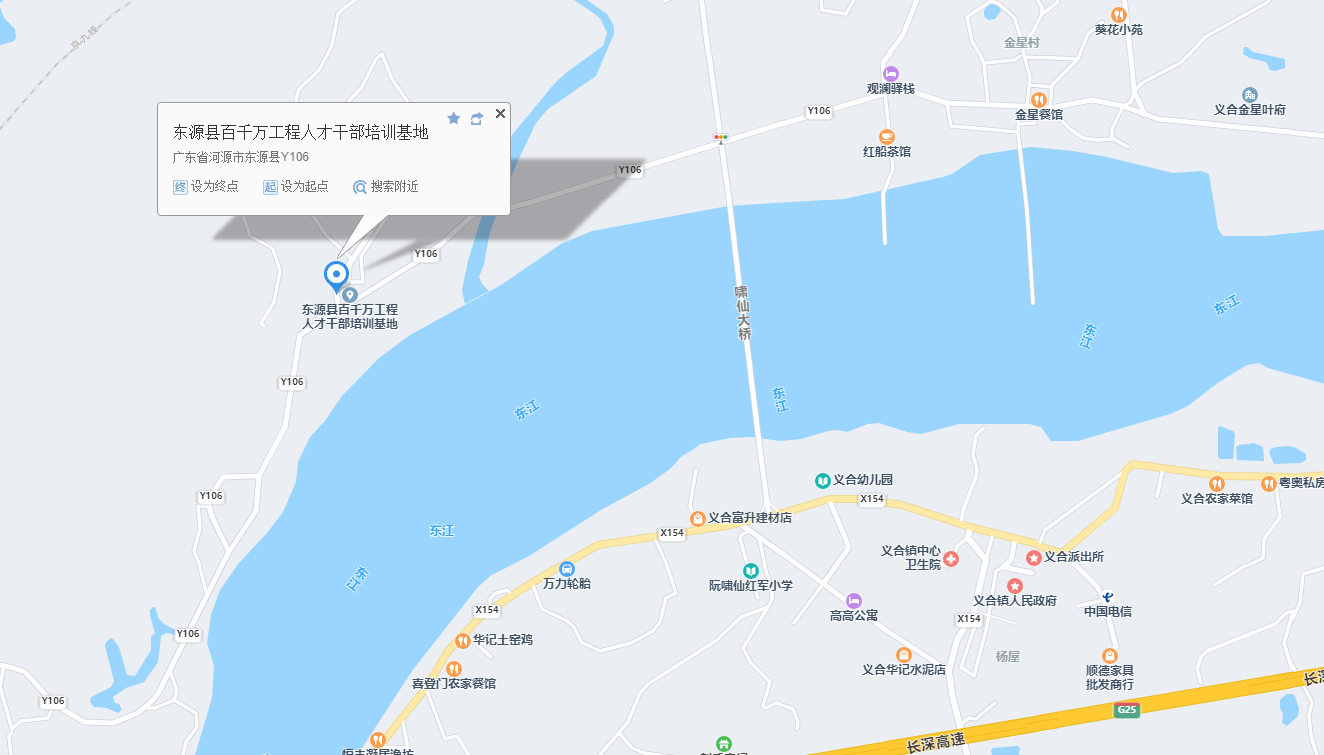 京九线
葵花小苑
金星村
观澜驿栈
Y106
金星餐馆
义合金星叶府
东源县百千万工程人才干部培训基地
广东省河源市东源县Y106
终 设为终点
起 设为起点
搜索附近
红船茶馆
Y106
Y106
东源县百千万工程
人才干部培训基地
啸仙大桥
东江
东江
Y106
东江
东江
义合幼儿园
义合农家菜馆
粤奥私房
Y106
X154
义合富升建材店
X154
东江
义合镇中心
卫生院
义合派出所
东江
万力轮胎
阮啸仙红军小学
义合镇人民政府
高高公寓
中国电信
X154
X154
Y106
华记土窑鸡
杨屋
义合华记水泥店
顺德家具
批发商行
喜登门农家餐馆
Y106
长深
G25
长深高速